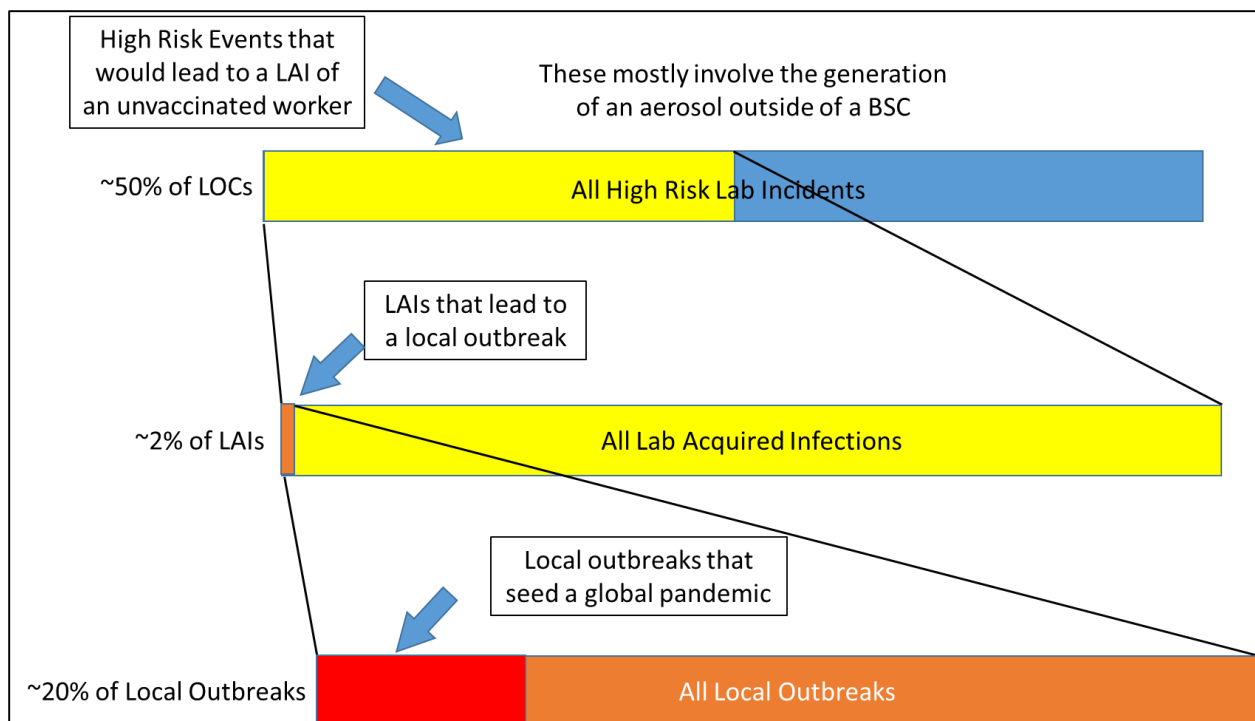 High Risk Events that
would lead to a LAI of
an unvaccinated worker
These mostly involve the generation
of an aerosol outside of a BSC
~50% of LOCs
All High Risk Lab Incidents
LAIs that lead to
a local outbreak
~2% of LAIs
All Lab Acquired Infections
Local outbreaks that
seed a global pandemic
~20% of Local Outbreaks
All Local Outbreaks